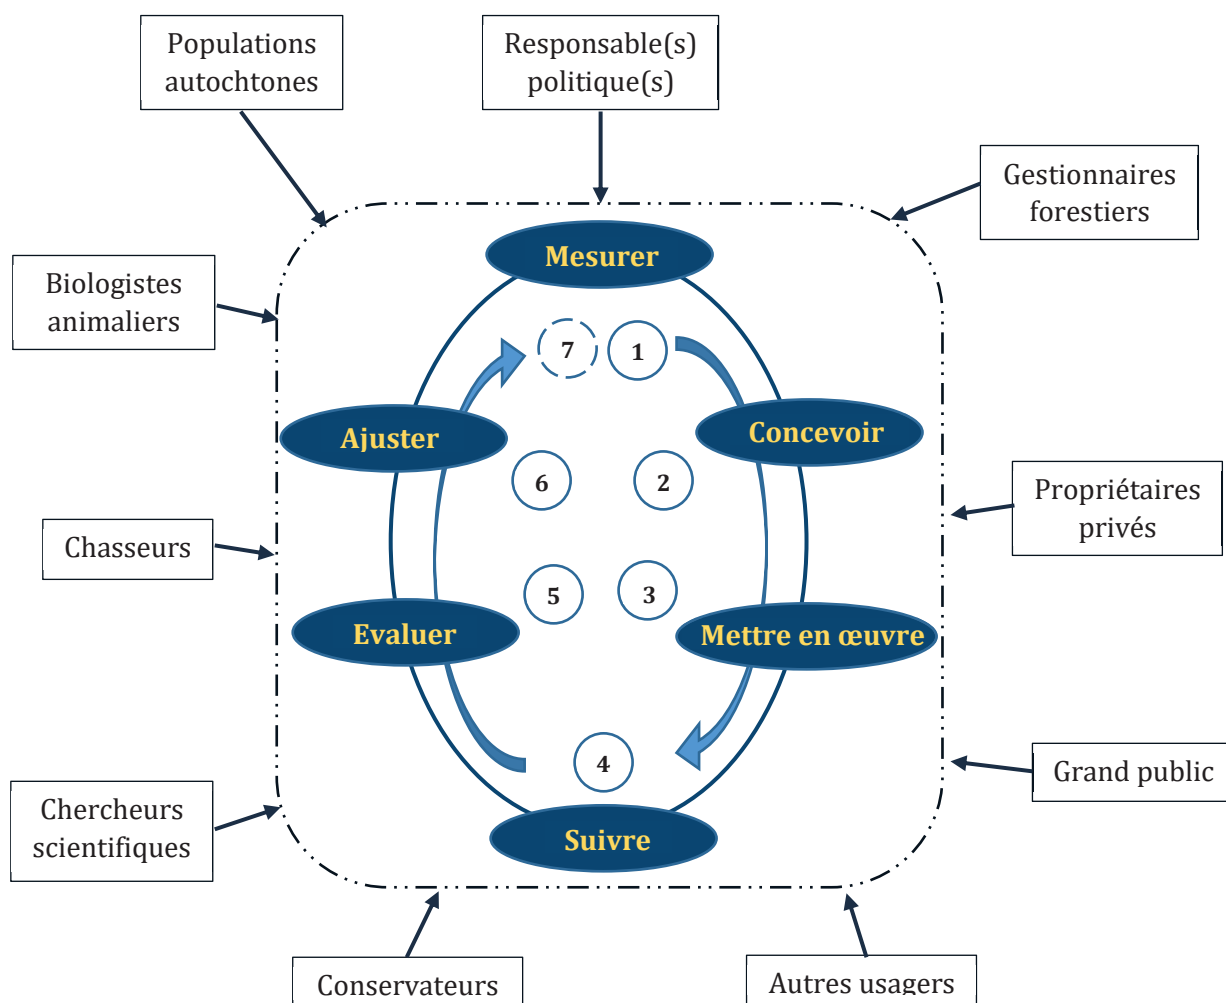 Populations
autochtones
Responsable(s)
politique(s)
Gestionnaires
forestiers
Mesurer
Biologistes
animaliers
7
1
Ajuster
Concevoir
6
2
Propriétaires
privés
Chasseurs
5
3
Evaluer
Mettre en œuvre
4
Grand public
Chercheurs
scientifiques
Suivre
Conservateurs
Autres usagers